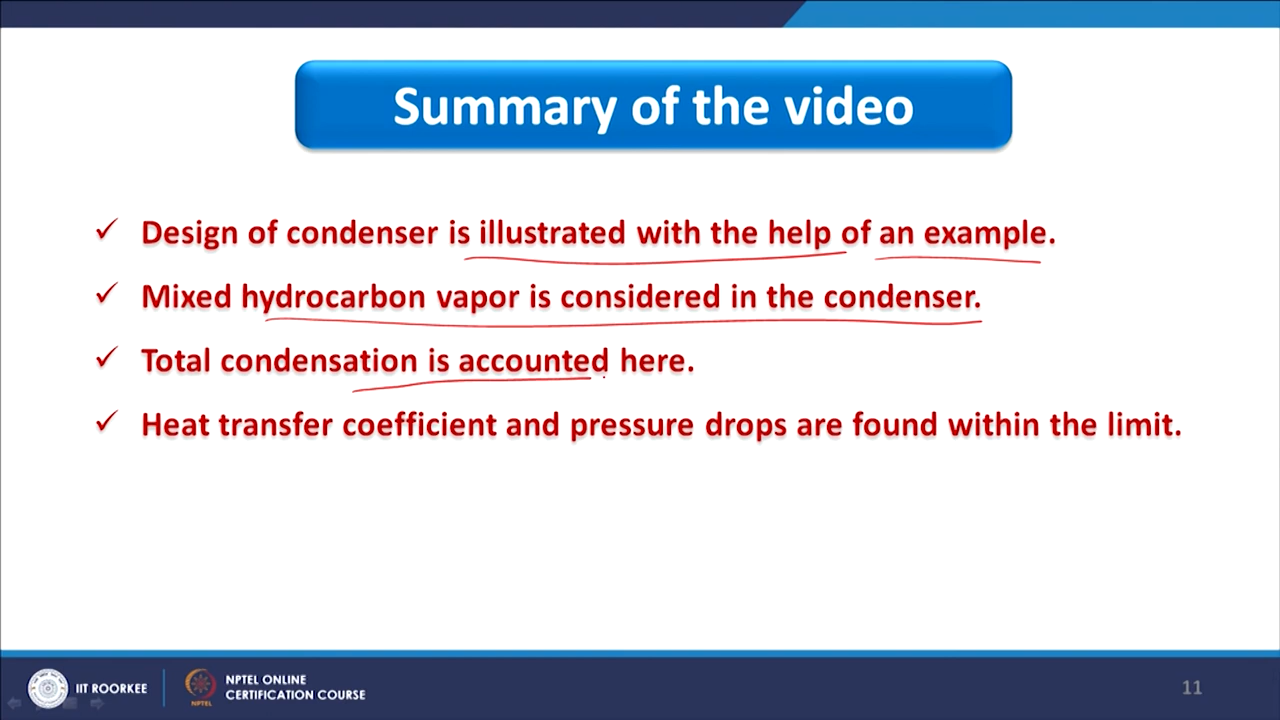 Summary of the video
✓ Design of condenser is illustrated with the help of an example.
✓ Mixed hydrocarbon vapor is considered in the condenser.
✓ Total condensation is accounted here.
✓ Heat transfer coefficient and pressure drops are found within the limit.
IIT ROORKEE
NPTEL
NPTEL ONLINE
CERTIFICATION COURSE
11